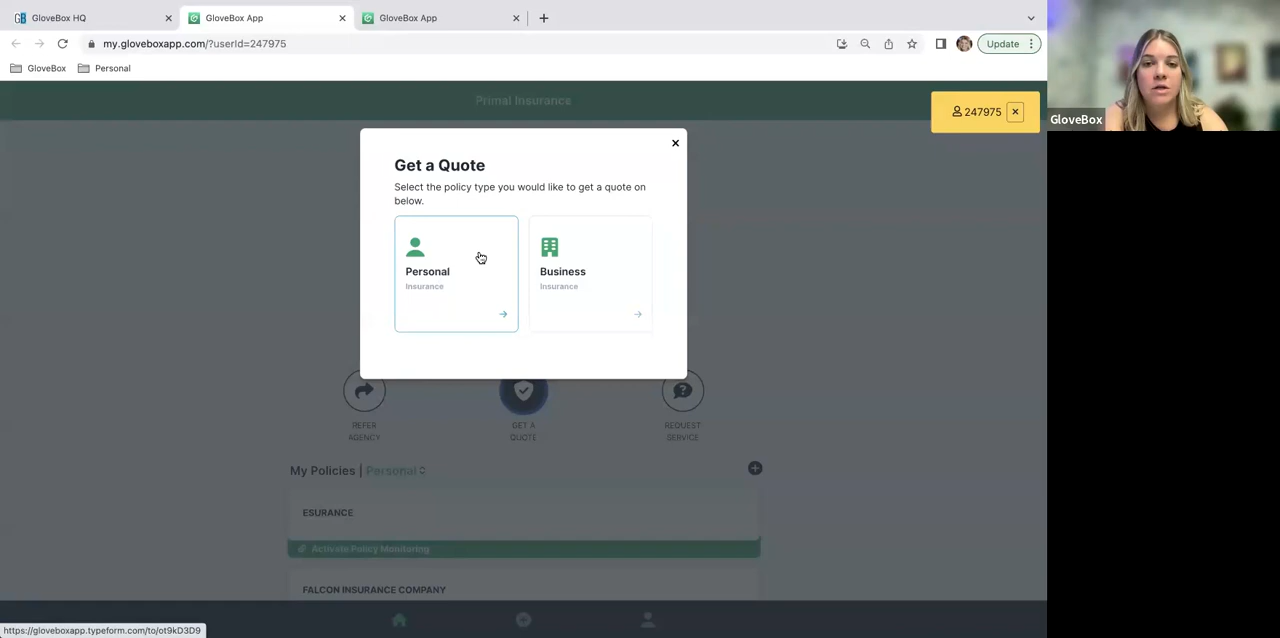 GloveBox HQ
GloveBox App
GloveBox App
my.gloveboxapp.com/?userId=247975
Update
GloveBox
Personal
Primal Insurance
247975
GloveBox
Get a Quote
Select the policy type you would like to get a quote on
below.
Personal
Insurance
Business
Insurance
REFER
AGENCY
GET A
QUOTE
REQUEST
SERVICE
My Policies | Personal
ESURANCE
Activate Policy Monitoring
FALCON INSURANCE COMPANY
https://gloveboxapp.typeform.com/to/ot9kD3D9